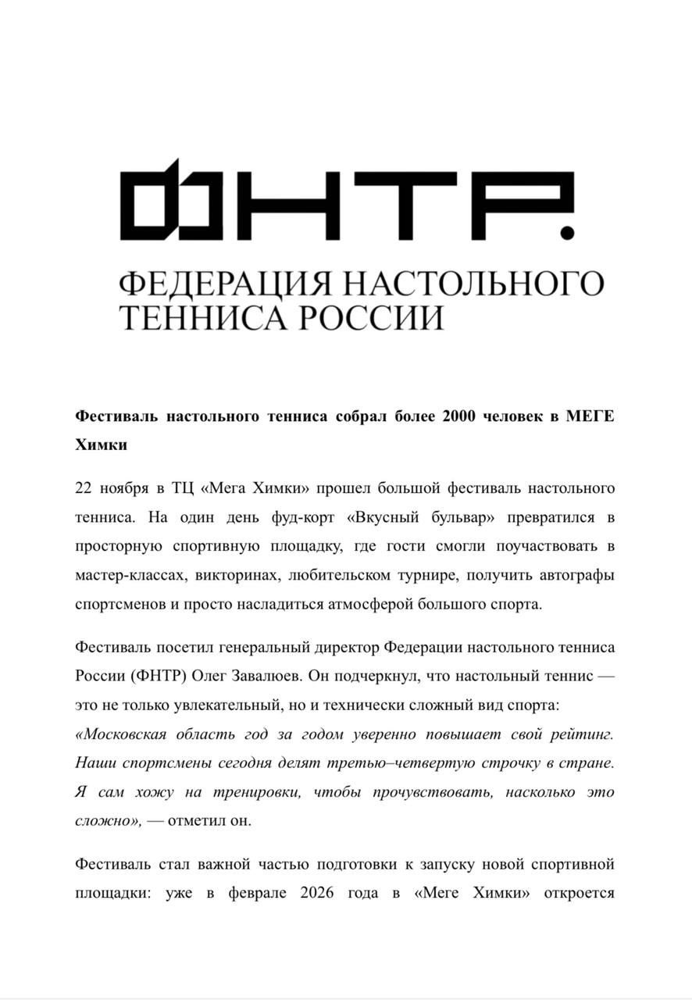 ФНТР.
ФЕДЕРАЦИЯ НАСТОЛЬНОГО
ТЕННИСА РОССИИ
Фестиваль настольного тенниса собрал более 2000 человек в МЕГЕ
Химки
22 ноября в ТЦ «Мега Химки» прошел большой фестиваль настольного
тенниса. На один день фуд-корт «Вкусный бульвар» превратился в
просторную спортивную площадку, где гости смогли поучаствовать в
мастер-классах, викторинах, любительском турнире, получить автографы
спортсменов и просто насладиться атмосферой большого спорта.
Фестиваль посетил генеральный директор Федерации настольного тенниса
России (ФНТР) Олег Завалюев. Он подчеркнул, что настольный теннис —
это не только увлекательный, но и технически сложный вид спорта:
«Московская область год за годом уверенно повышает свой рейтинг.
Наши спортсмены сегодня делят третью–четвертую строчку в стране.
Я сам хожу на тренировки, чтобы прочувствовать, насколько это
сложно», — отметил он.
Фестиваль стал важной частью подготовки к запуску новой спортивной
площадки: уже в феврале 2026 года в «Меге Химки» откроется